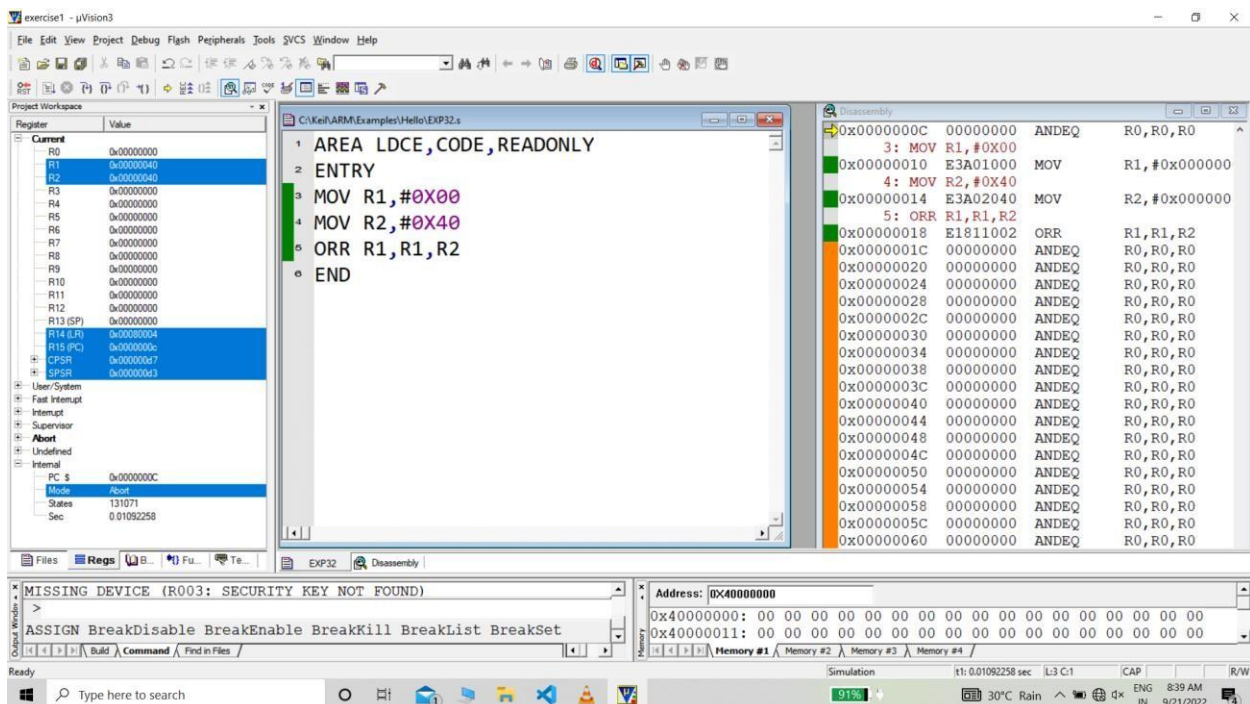 exercise1 - µVision3
File Edit View Project Debug Flash Peripherals Tools SVCS Window Help
Project Workspace
Register Value
Current
R0 0x00000000
R1 0x00000040
R2 0x00000040
R3 0x00000000
R4 0x00000000
R5 0x00000000
R6 0x00000000
R7 0x00000000
R8 0x00000000
R9 0x00000000
R10 0x00000000
R11 0x00000000
R12 0x00000000
R13 (SP) 0x00000000
R14 (LR) 0x00080004
R15 (PC) 0x0000000c
CPSR 0x000000d7
SPSR 0x000000d3
User/System
Fast Interrupt
Interrupt
Supervisor
Abort
Undefined
Internal
PC $ 0x0000000C
Mode Abort
States 131071
Sec 0.01092258
Files Regs B... Fu... Te...
C:\Keil\ARM\Examples\Hello\EXP32.s
1 AREA LDCE,CODE,READONLY
2 ENTRY
3 MOV R1,#0X00
4 MOV R2,#0X40
5 ORR R1,R1,R2
6 END
EXP32 Disassembly
Disassembly
0x0000000C 00000000 ANDEQ R0,R0,R0
3: MOV R1,#0X00
0x00000010 E3A01000 MOV R1,#0x000000
4: MOV R2,#0X40
0x00000014 E3A02040 MOV R2,#0x000000
5: ORR R1,R1,R2
0x00000018 E1811002 ORR R1,R1,R2
0x0000001C 00000000 ANDEQ R0,R0,R0
0x00000020 00000000 ANDEQ R0,R0,R0
0x00000024 00000000 ANDEQ R0,R0,R0
0x00000028 00000000 ANDEQ R0,R0,R0
0x0000002C 00000000 ANDEQ R0,R0,R0
0x00000030 00000000 ANDEQ R0,R0,R0
0x00000034 00000000 ANDEQ R0,R0,R0
0x00000038 00000000 ANDEQ R0,R0,R0
0x0000003C 00000000 ANDEQ R0,R0,R0
0x00000040 00000000 ANDEQ R0,R0,R0
0x00000044 00000000 ANDEQ R0,R0,R0
0x00000048 00000000 ANDEQ R0,R0,R0
0x0000004C 00000000 ANDEQ R0,R0,R0
0x00000050 00000000 ANDEQ R0,R0,R0
0x00000054 00000000 ANDEQ R0,R0,R0
0x00000058 00000000 ANDEQ R0,R0,R0
0x0000005C 00000000 ANDEQ R0,R0,R0
0x00000060 00000000 ANDEQ R0,R0,R0
Output Window
MISSING DEVICE (R003: SECURITY KEY NOT FOUND)
>
ASSIGN BreakDisable BreakEnable BreakKill BreakList BreakSet
Build Command Find in Files
Memory
Address: 0X40000000
0x40000000: 00 00 00 00 00 00 00 00 00 00 00 00 00 00 00 00 00
0x40000011: 00 00 00 00 00 00 00 00 00 00 00 00 00 00 00 00 00
Memory #1 Memory #2 Memory #3 Memory #4
Ready Simulation t1: 0.01092258 sec L:3 C:1 CAP R/W
Type here to search 91% 30°C Rain ENG 8:39 AM
IN 9/21/2022 4